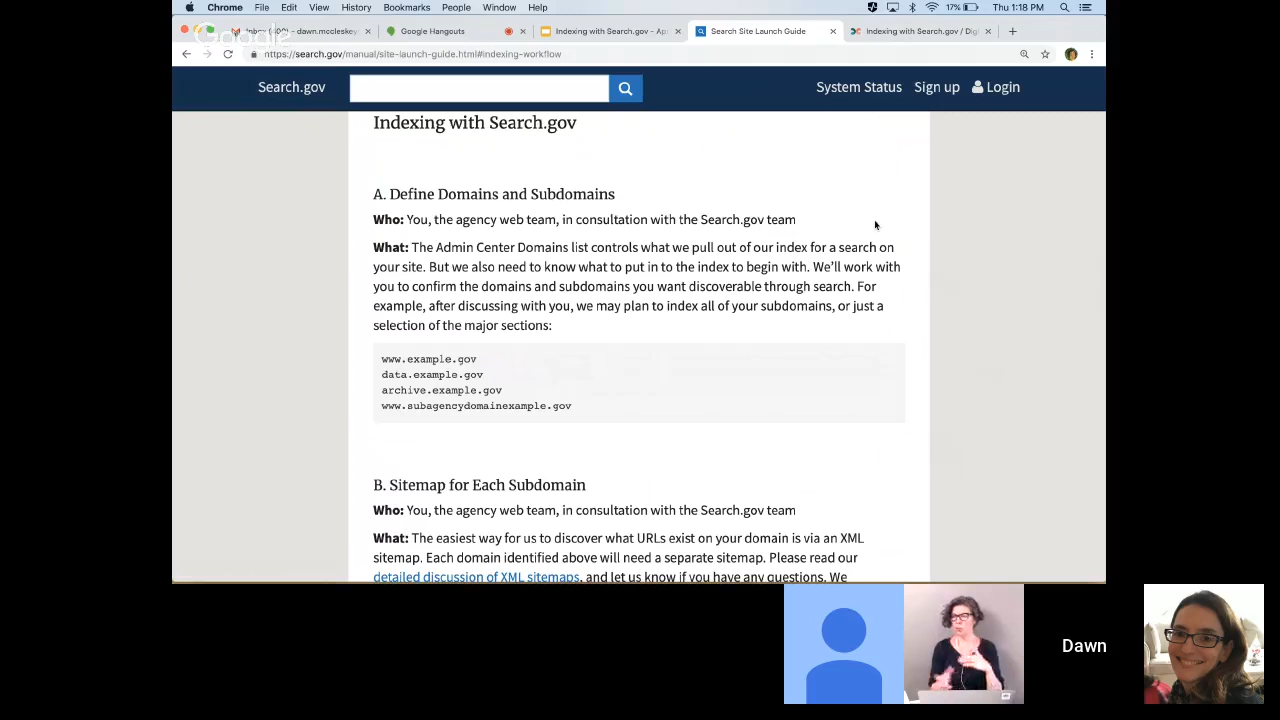 Chrome File Edit View History Bookmarks People Window Help 17% Thu 1:18 PM
Google
dawn.mccleskey Google Hangouts Indexing with Search.gov - Ap Search Site Launch Guide Indexing with Search.gov / Dig
https://search.gov/manual/site-launch-guide.html#indexing-workflow
Search.gov System Status Sign up Login
Indexing with Search.gov
A. Define Domains and Subdomains
Who: You, the agency web team, in consultation with the Search.gov team
What: The Admin Center Domains list controls what we pull out of our index for a search on
your site. But we also need to know what to put in to the index to begin with. We'll work with
you to confirm the domains and subdomains you want discoverable through search. For
example, after discussing with you, we may plan to index all of your subdomains, or just a
selection of the major sections:
www.example.gov
data.example.gov
archive.example.gov
www.subagencydomainexample.gov
B. Sitemap for Each Subdomain
Who: You, the agency web team, in consultation with the Search.gov team
What: The easiest way for us to discover what URLs exist on your domain is via an XML
sitemap. Each domain identified above will need a separate sitemap. Please read our
detailed discussion of XML sitemaps, and let us know if you have any questions. We
Dawn